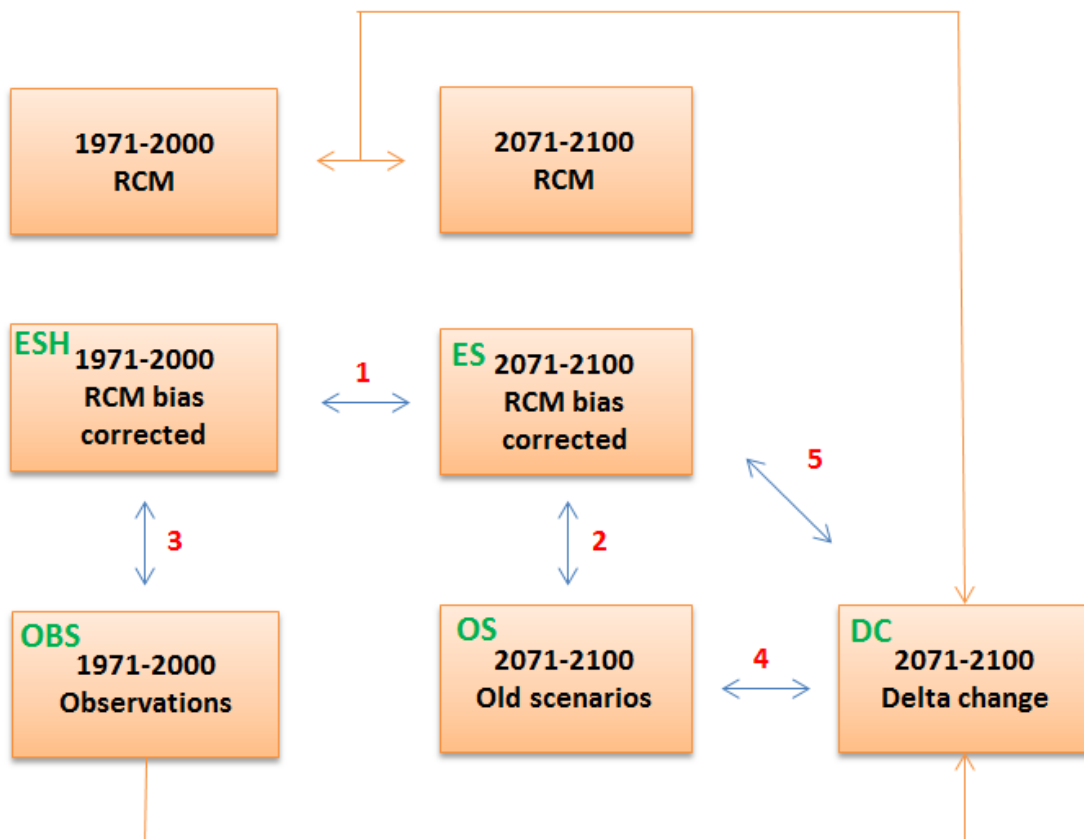 1971-2000
RCM
2071-2100
RCM
ESH
1971-2000
RCM bias
corrected
1
ES
2071-2100
RCM bias
corrected
5
3
2
OBS
1971-2000
Observations
OS
2071-2100
Old scenarios
4
DC
2071-2100
Delta change